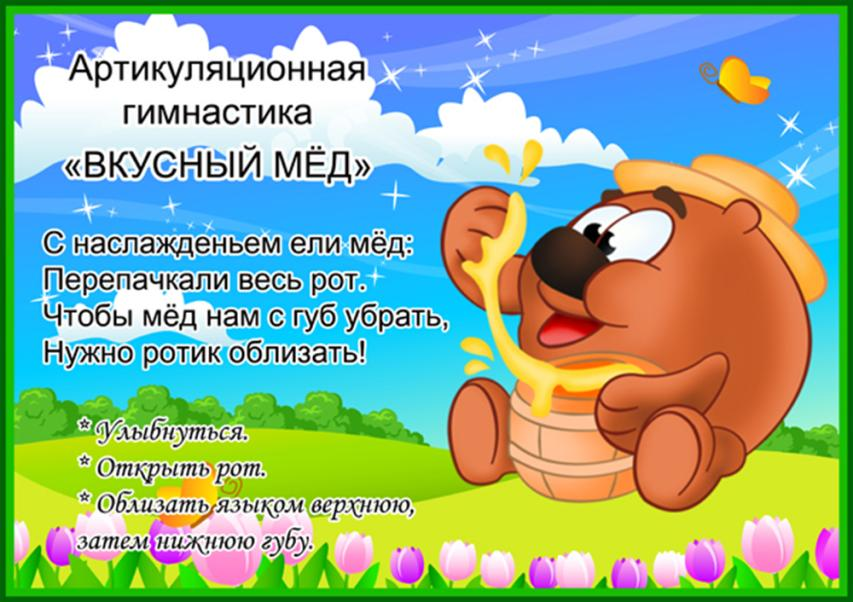 Артикуляционная
гимнастика
«ВКУСНЫЙ МЁД»
С наслажденьем ели мёд:
Перепачкали весь рот.
Чтобы мёд нам с губ убрать,
Нужно ротик облизать!
* Улыбнуться.
* Открыть рот.
* Облизать языком верхнюю,
затем нижнюю губу.